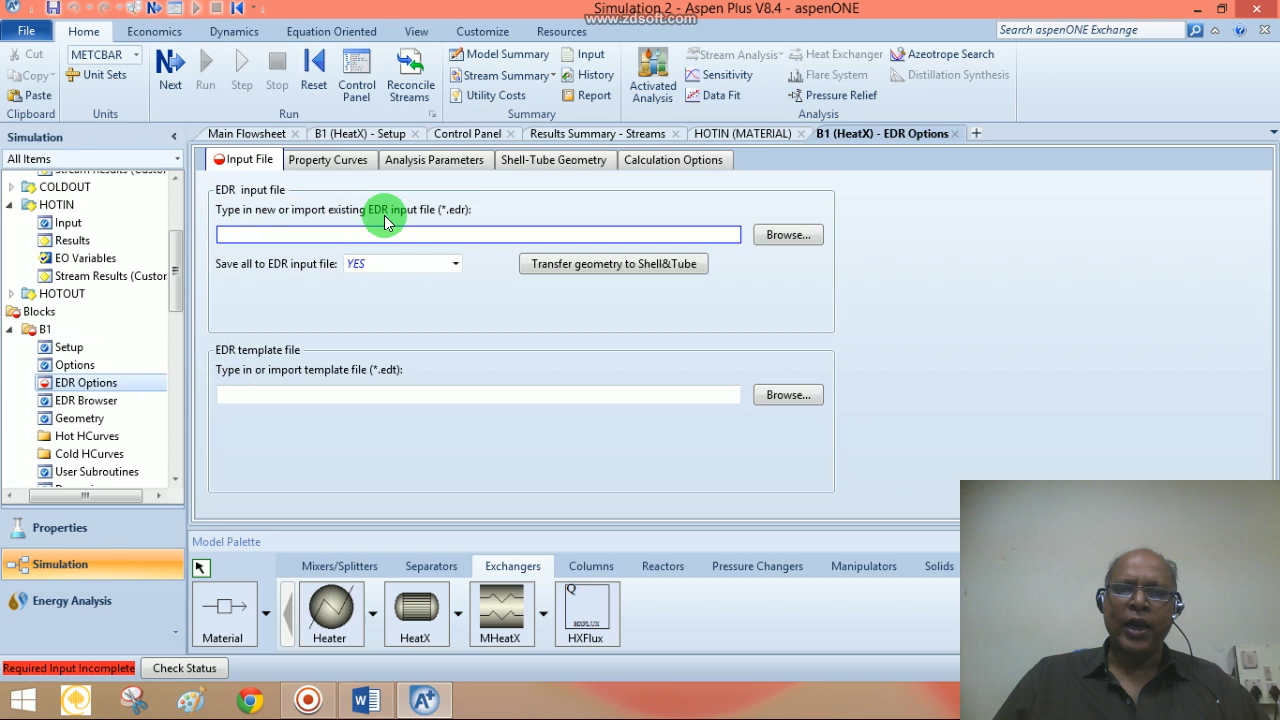 Simulation 2 - Aspen Plus V8.4 - aspenONE
www.zdsoft.com
File
Home
Economics
Dynamics
Equation Oriented
View
Customize
Resources
Search aspenONE Exchange
Cut
Copy
Paste
Clipboard
METCBAR
Unit Sets
Units
Next
Run
Step
Stop
Reset
Control Panel
Reconcile Streams
Run
Model Summary
Stream Summary
Utility Costs
Input
History
Report
Summary
Activated Analysis
Stream Analysis
Sensitivity
Data Fit
Heat Exchanger
Flare System
Pressure Relief
Azeotrope Search
Distillation Synthesis
Analysis
Simulation
All Items
Stream Results (Custor
COLDOUT
HOTIN
Input
Results
EO Variables
Stream Results (Custor
HOTOUT
Blocks
B1
Setup
Options
EDR Options
EDR Browser
Geometry
Hot HCurves
Cold HCurves
User Subroutines
Properties
Simulation
Energy Analysis
Main Flowsheet
B1 (HeatX) - Setup
Control Panel
Results Summary - Streams
HOTIN (MATERIAL)
B1 (HeatX) - EDR Options
Input File
Property Curves
Analysis Parameters
Shell-Tube Geometry
Calculation Options
EDR input file
Type in new or import existing EDR input file (*.edr):
Browse...
Save all to EDR input file:
YES
Transfer geometry to Shell&Tube
EDR template file
Type in or import template file (*.edt):
Browse...
Model Palette
Mixers/Splitters
Separators
Exchangers
Columns
Reactors
Pressure Changers
Manipulators
Solids
Material
Heater
HeatX
MHeatX
Q
HXFLUX
HXFlux
Required Input Incomplete
Check Status